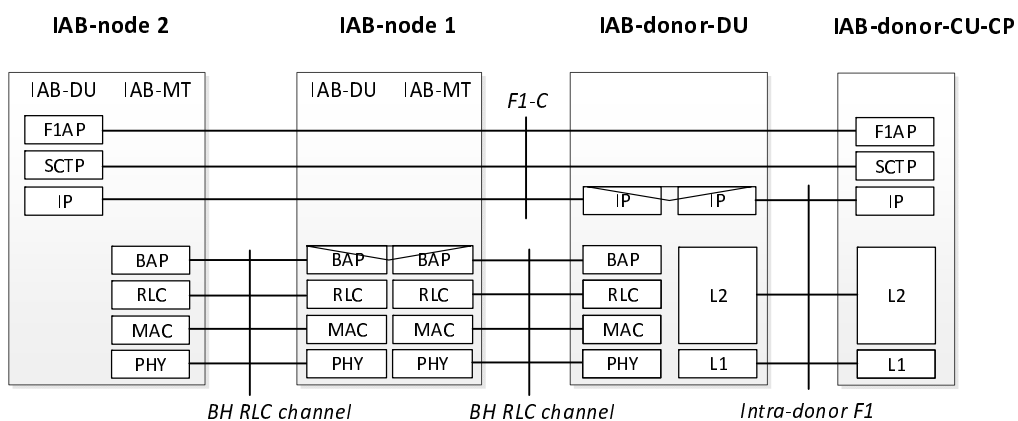 IAB-node 2 IAB-node 1 IAB-donor-DU IAB-donor-CU-CP
IAB-DU IAB-MT IAB-DU IAB-MT
F1-C
F1AP F1AP
SCTP SCTP
IP IP IP IP
BAP BAP BAP BAP
RLC RLC RLC RLC L2 L2
MAC MAC MAC MAC
PHY PHY PHY PHY L1 L1
BH RLC channel BH RLC channel Intra-donor F1